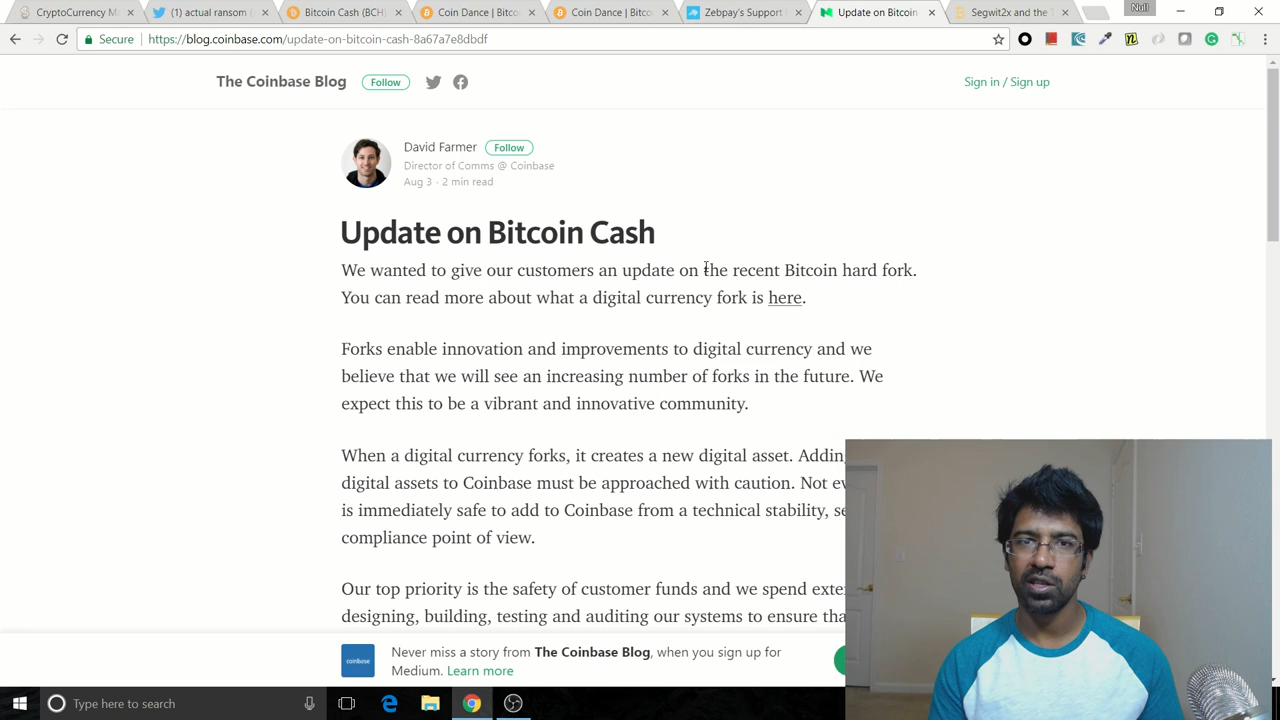 CryptoCurrency M
(1) actual ransom (
Bitcoin Cash (BCH)
Coin Dance | Bitcoi
Coin Dance | Bitcoi
Zebpay's Support
Update on Bitcoin
Segwit2x and the
Null
Secure
https://blog.coinbase.com/update-on-bitcoin-cash-8a67a7e8dbdf
The Coinbase Blog Follow
Sign in / Sign up
David Farmer Follow
Director of Comms @ Coinbase
Aug 3 · 2 min read
Update on Bitcoin Cash
We wanted to give our customers an update on the recent Bitcoin hard fork.
You can read more about what a digital currency fork is here.
Forks enable innovation and improvements to digital currency and we
believe that we will see an increasing number of forks in the future. We
expect this to be a vibrant and innovative community.
When a digital currency forks, it creates a new digital asset. Adding
digital assets to Coinbase must be approached with caution. Not ev
is immediately safe to add to Coinbase from a technical stability, se
compliance point of view.
Our top priority is the safety of customer funds and we spend exte
designing, building, testing and auditing our systems to ensure tha
Never miss a story from The Coinbase Blog, when you sign up for
Medium. Learn more
coinbase
Type here to search